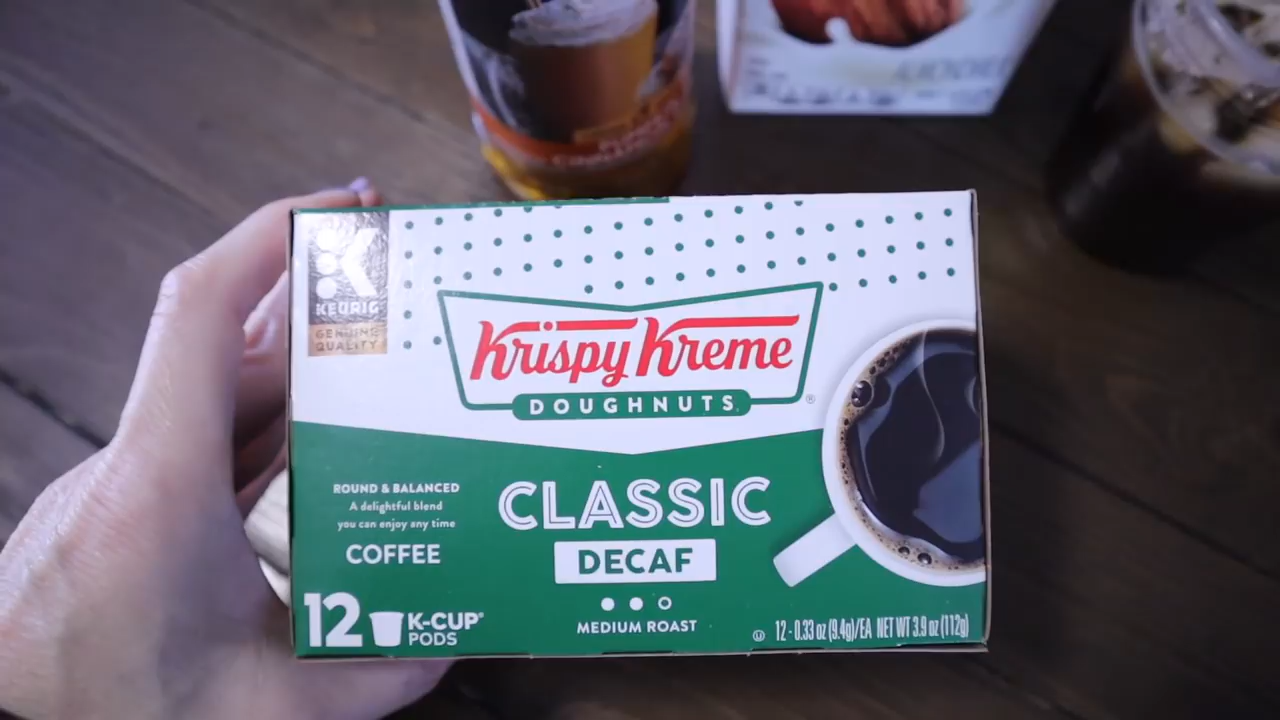 KEURIG
GENUINE
QUALITY
Krispy Kreme
DOUGHNUTS®
ROUND & BALANCED
A delightful blend
you can enjoy any time
COFFEE
CLASSIC
DECAF
MEDIUM ROAST
12 K-CUP®
PODS
12 - 0.33 oz (9.4g)/EA NET WT 3.9 oz (112g)